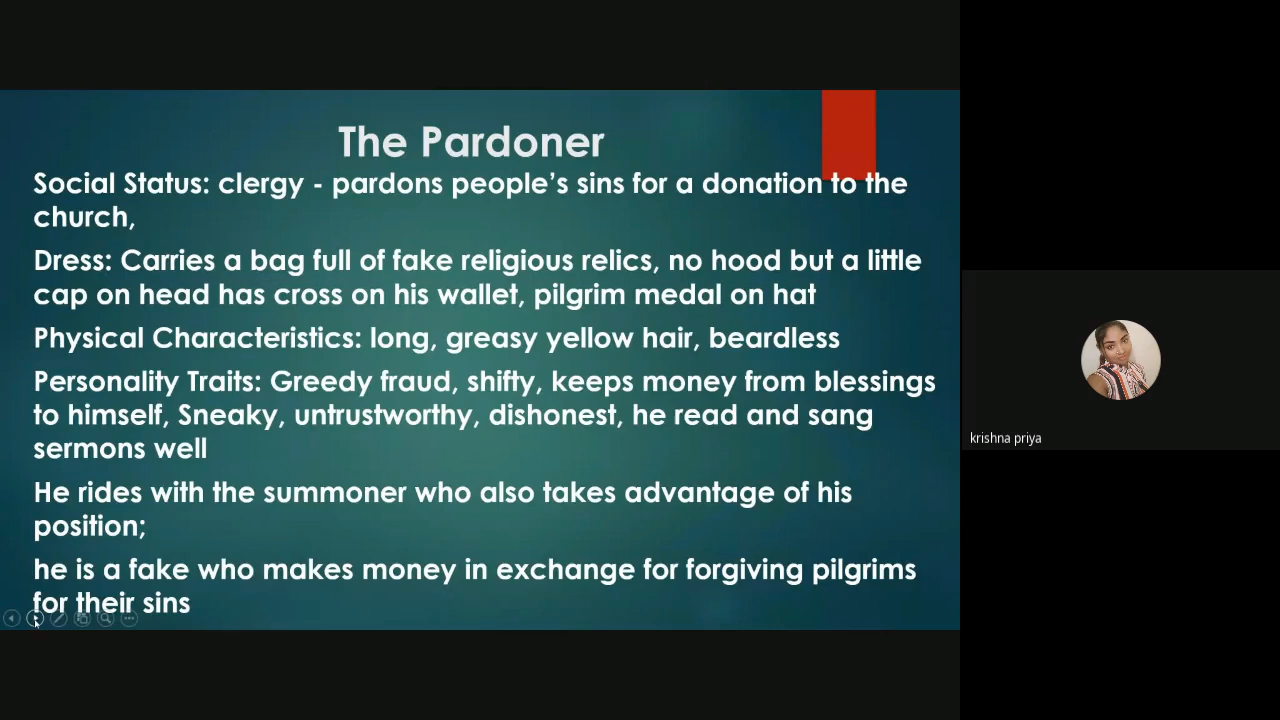 The Pardoner
Social Status: clergy - pardons people’s sins for a donation to the
church,
Dress: Carries a bag full of fake religious relics, no hood but a little
cap on head has cross on his wallet, pilgrim medal on hat
Physical Characteristics: long, greasy yellow hair, beardless
Personality Traits: Greedy fraud, shifty, keeps money from blessings
to himself, Sneaky, untrustworthy, dishonest, he read and sang
sermons well
He rides with the summoner who also takes advantage of his
position;
he is a fake who makes money in exchange for forgiving pilgrims
for their sins
krishna priya